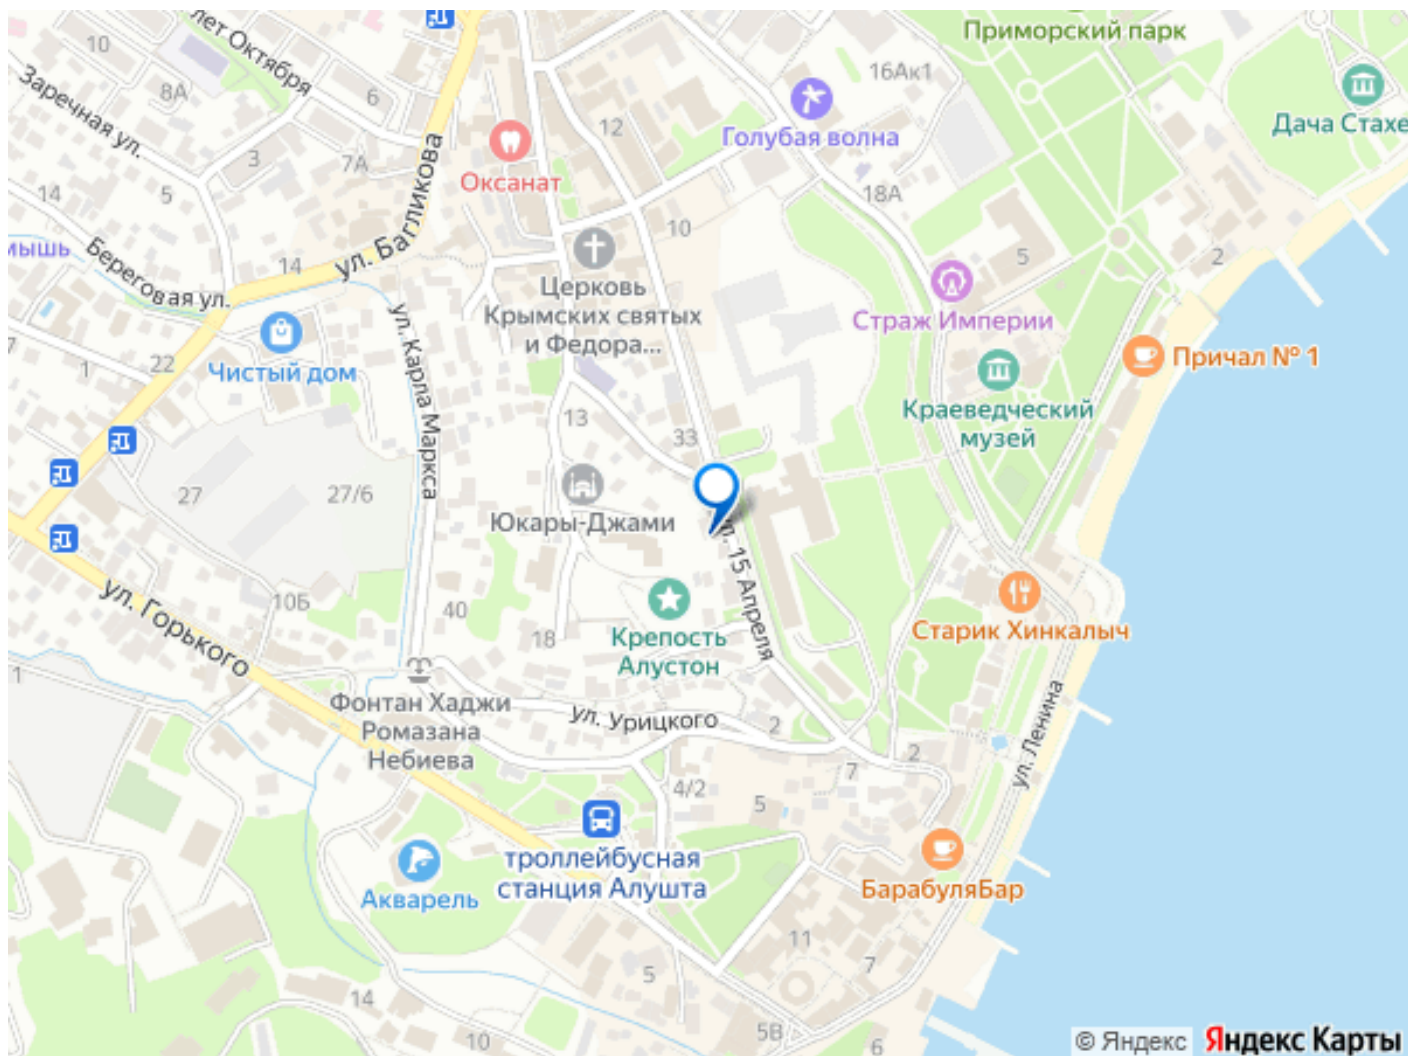 Приморский парк
10
лет Октября
Заречная ул.
8А
6
16Ак1
Голубая волна
Дача Стахе
12
3
7А
Оксанат
ул. Багликова
14
5
18А
мышь
Береговая ул.
14
10
5
2
Церковь
Крымских святых
и Федора...
ул. Карла Маркса
Страж Империи
7
1
22
Чистый дом
Причал № 1
Краеведческий
музей
13
33
27
27/6
Юкары-Джами
ул. 15 Апреля
ул. Горького
10Б
40
18
Крепость
Алустон
Старик Хинкалыч
1
Фонтан Хаджи
Ромазана
Небиева
ул. Урицкого
2
2
ул. Ленина
7
4/2
5
троллейбусная
станция Алушта
Акварель
БарабуляБар
11
7
5
14
10
5В
6
© Яндекс Яндекс Карты